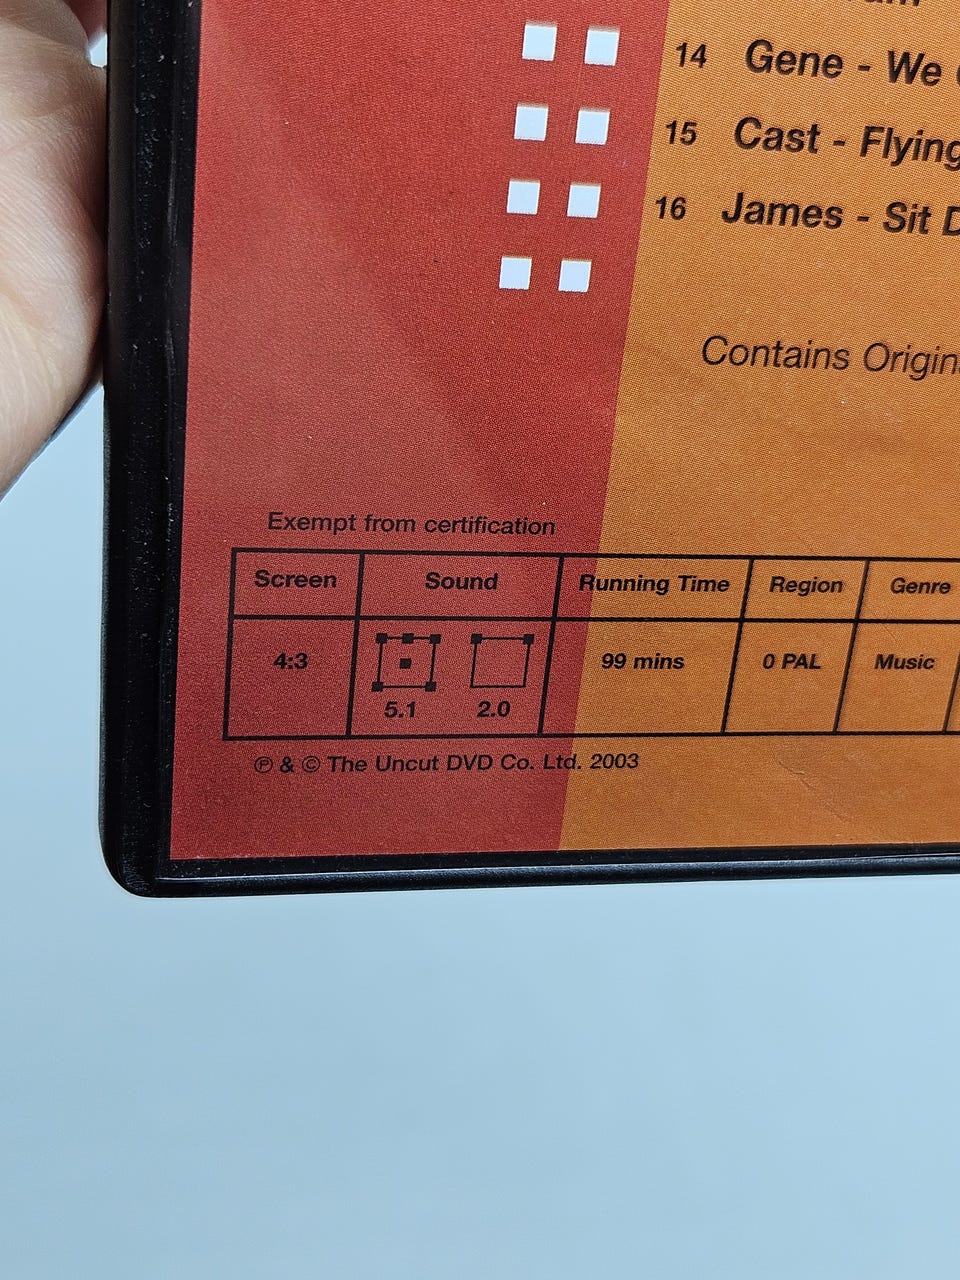 14 Gene - We
15 Cast - Flying
16 James - Sit
Contains
Exempt from certification
Screen Sound Running Time Region Genre
4:3 5.1 2.0 99 mins 0 PAL Music
℗ & © The Uncut DVD Co. Ltd. 2003